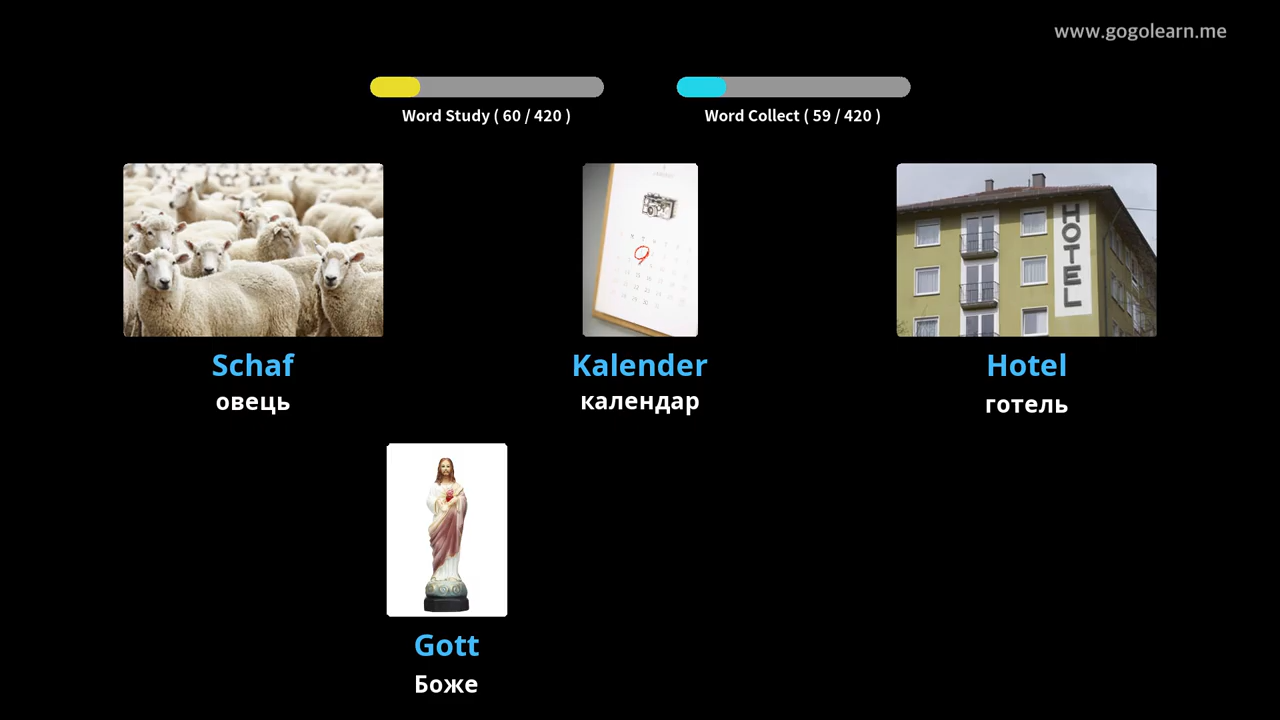 www.gogolearn.me
Word Study ( 60 / 420 )
Word Collect ( 59 / 420 )
HOTEL
9
Schaf
Kalender
Hotel
овець
календар
готель
Gott
Боже